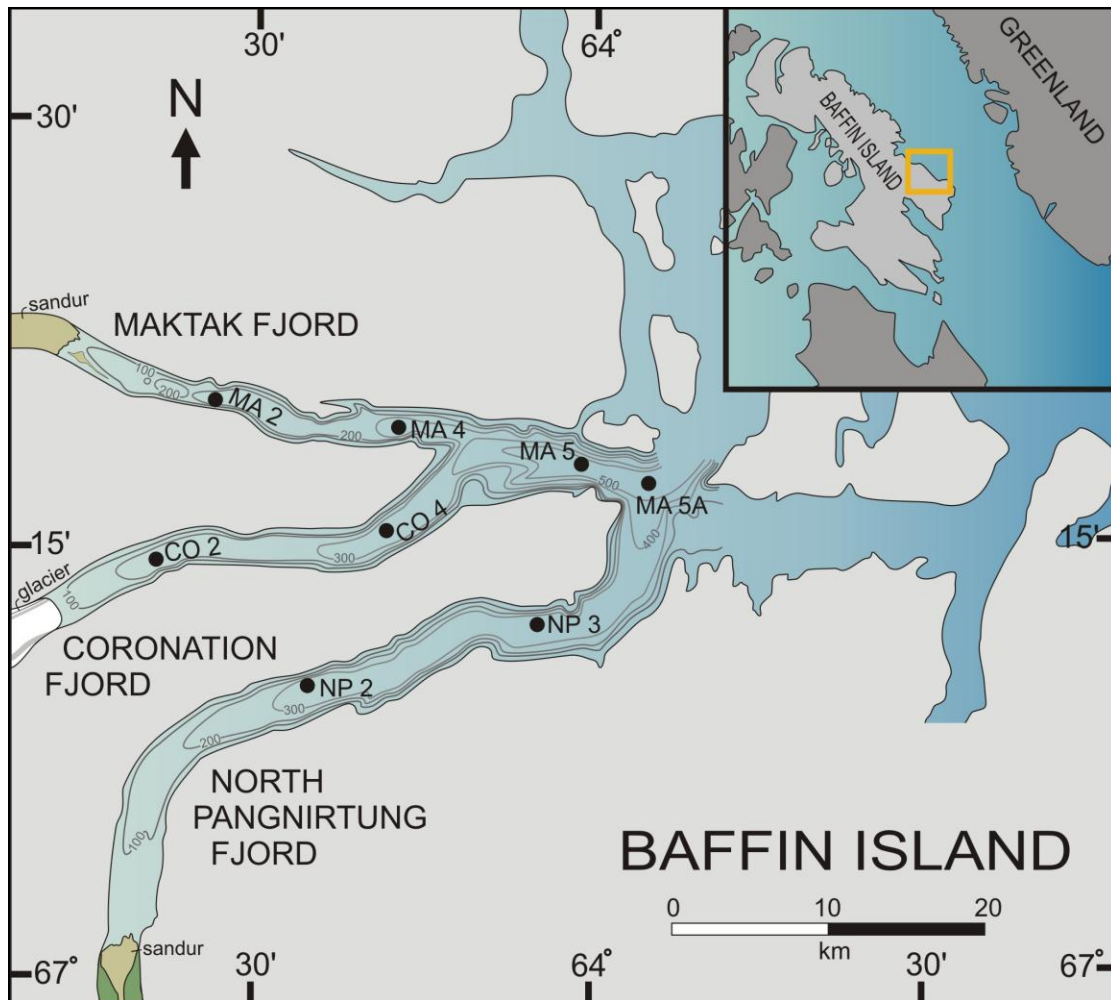 30'
64°
N
30'
GREENLAND
BAFFIN ISLAND
sandur
MAKTAK FJORD
100
200
MA 2
200
MA 4
MA 5
500
MA 5A
CO 4
CO 2
300
400
15'
15'
glacier
100
CORONATION
FJORD
NP 3
NP 2
300
200
NORTH
PANGNIRTUNG
FJORD
100
BAFFIN ISLAND
0 10 20
km
sandur
67°
30'
64°
30'
67°